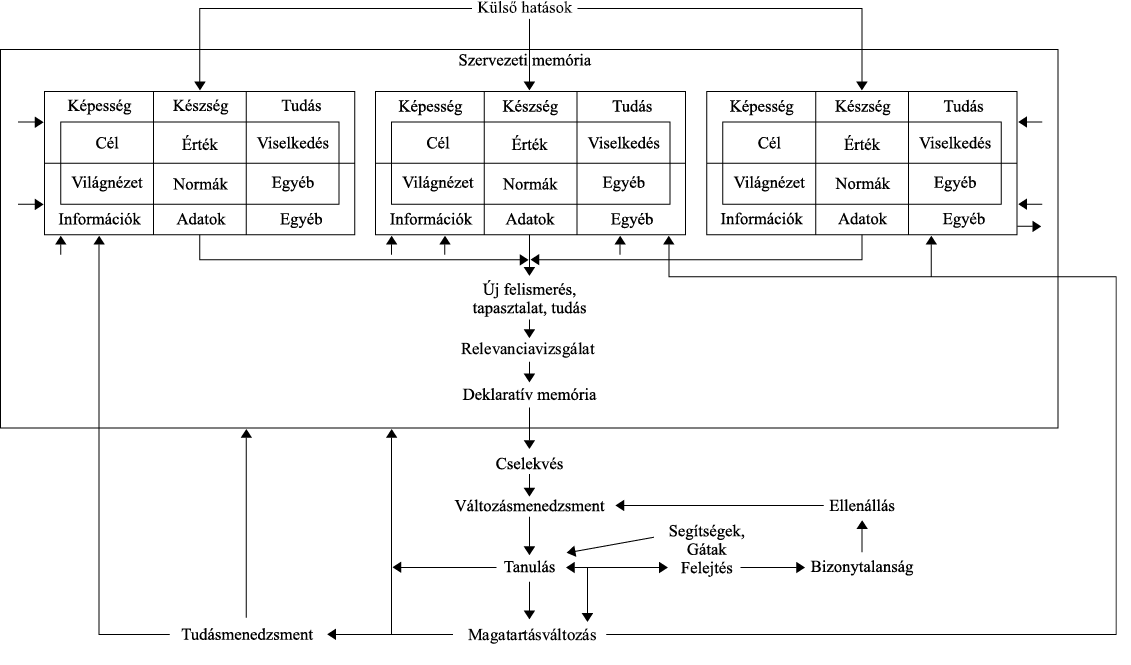 Külső hatások
Szervezeti memória
Képesség Készség Tudás Képesség Készség Tudás Képesség Készség Tudás
Cél Érték Viselkedés Cél Érték Viselkedés Cél Érték Viselkedés
Világnézet Normák Egyéb Világnézet Normák Egyéb Világnézet Normák Egyéb
Információk Adatok Egyéb Információk Adatok Egyéb Információk Adatok Egyéb
Új felismerés,
tapasztalat, tudás
Relevanciavizsgálat
Deklaratív memória
Cselekvés
Változásmenedzsment Ellenállás
Segítségek,
Gátak
Tanulás Felejtés Bizonytalanság
Tudásmenedzsment Magatartásváltozás